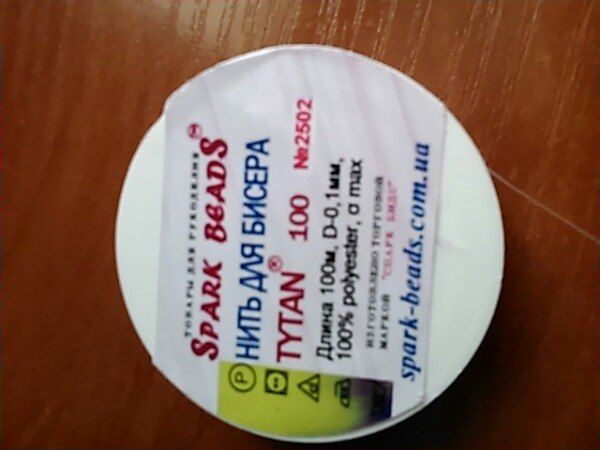 ТОВАРЫ ДЛЯ РУКОДЕЛИЯ
SPARK BEADS™
НИТЬ ДЛЯ БИСЕРА
TYTAN® 100 №2502
Длина 100м, D-0,1мм,
100% polyester, σ max
ИЗГОТОВЛЕНО ТОРГОВОЙ
МАРКОЙ "СПАРК БИДС"
spark-beads.com.ua
P